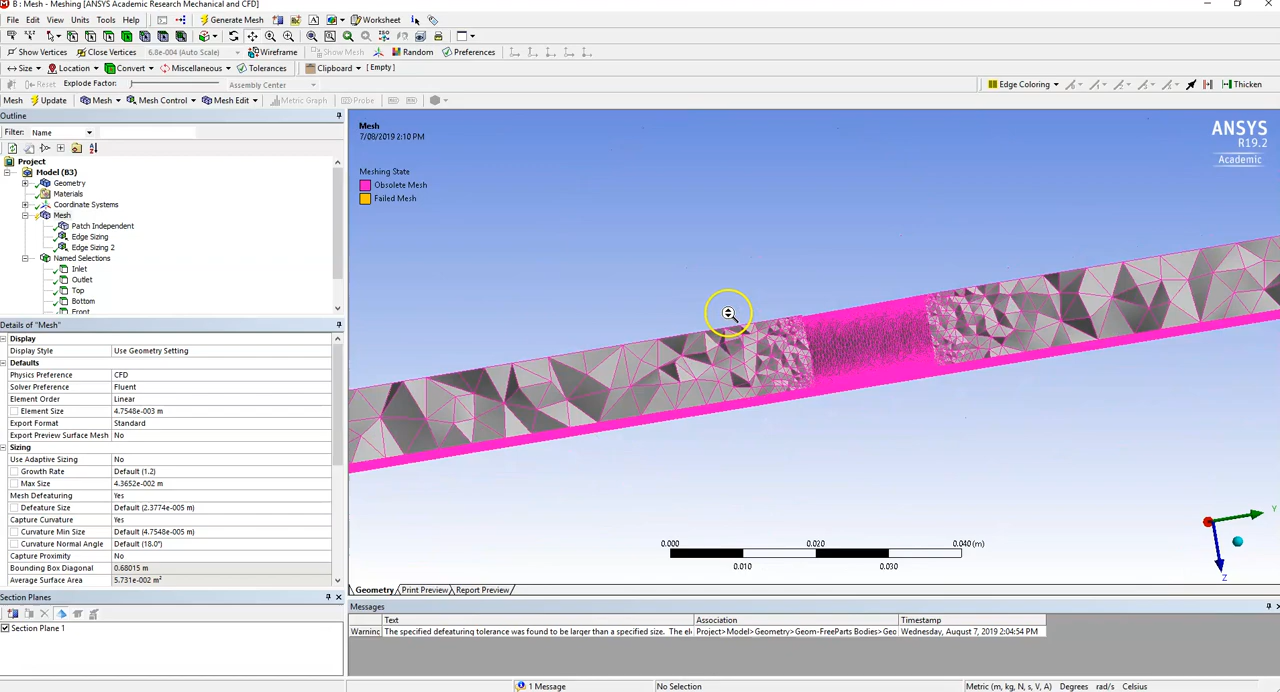 B : Mesh - Meshing [ANSYS Academic Research Mechanical and CFD]
File Edit View Units Tools Help Generate Mesh Worksheet
Show Vertices Close Vertices 6.8e-004 (Auto Scale) Wireframe Show Mesh Random Preferences
Size Location Convert Miscellaneous Tolerances Clipboard [Empty]
Reset Explode Factor: Assembly Center Edge Coloring Thicken
Mesh Update Mesh Mesh Control Mesh Edit Metric Graph Probe
Outline
Filter: Name
Project
Model (B3)
Geometry
Materials
Coordinate Systems
Mesh
Patch Independent
Edge Sizing
Edge Sizing 2
Named Selections
Inlet
Outlet
Top
Bottom
Front
Details of "Mesh"
Display
Display Style Use Geometry Setting
Defaults
Physics Preference CFD
Solver Preference Fluent
Element Order Linear
Element Size 4.7548e-003 m
Export Format Standard
Export Preview Surface Mesh No
Sizing
Use Adaptive Sizing No
Growth Rate Default (1.2)
Max Size 4.3652e-002 m
Mesh Defeaturing Yes
Defeature Size Default (2.3774e-005 m)
Capture Curvature Yes
Curvature Min Size Default (4.7548e-005 m)
Curvature Normal Angle Default (18.0°)
Capture Proximity No
Bounding Box Diagonal 0.68015 m
Average Surface Area 5.731e-002 m²
Section Planes
Section Plane 1
Mesh
7/08/2019 2:10 PM
Meshing State
Obsolete Mesh
Failed Mesh
ANSYS
R19.2
Academic
0.000 0.020 0.040 (m)
0.010 0.030
Y
Z
Geometry Print Preview Report Preview
Messages
Text Association Timestamp
Warning The specified defeaturing tolerance was found to be larger than a specified size. The el Project>Model>Geometry>Geom-FreeParts Bodies>Geo Wednesday, August 7, 2019 2:04:54 PM
1 Message No Selection Metric (m, kg, N, s, V, A) Degrees rad/s Celsius